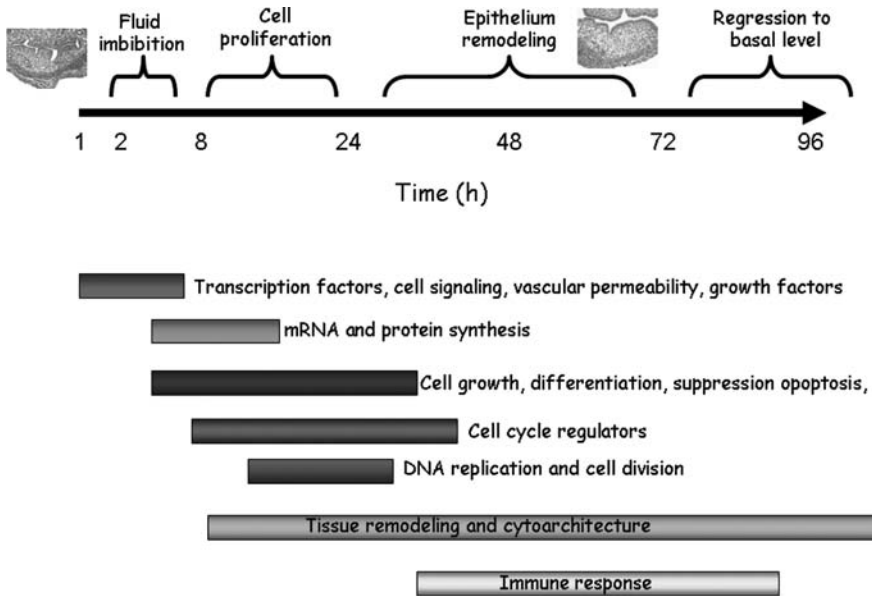 Fluid
imbibition
Cell
proliferation
Epithelium
remodeling
Regression to
basal level
1 2 8 24 48 72 96
Time (h)
Transcription factors, cell signaling, vascular permeability, growth factors
mRNA and protein synthesis
Cell growth, differentiation, suppression opoptosis,
Cell cycle regulators
DNA replication and cell division
Tissue remodeling and cytoarchitecture
Immune response